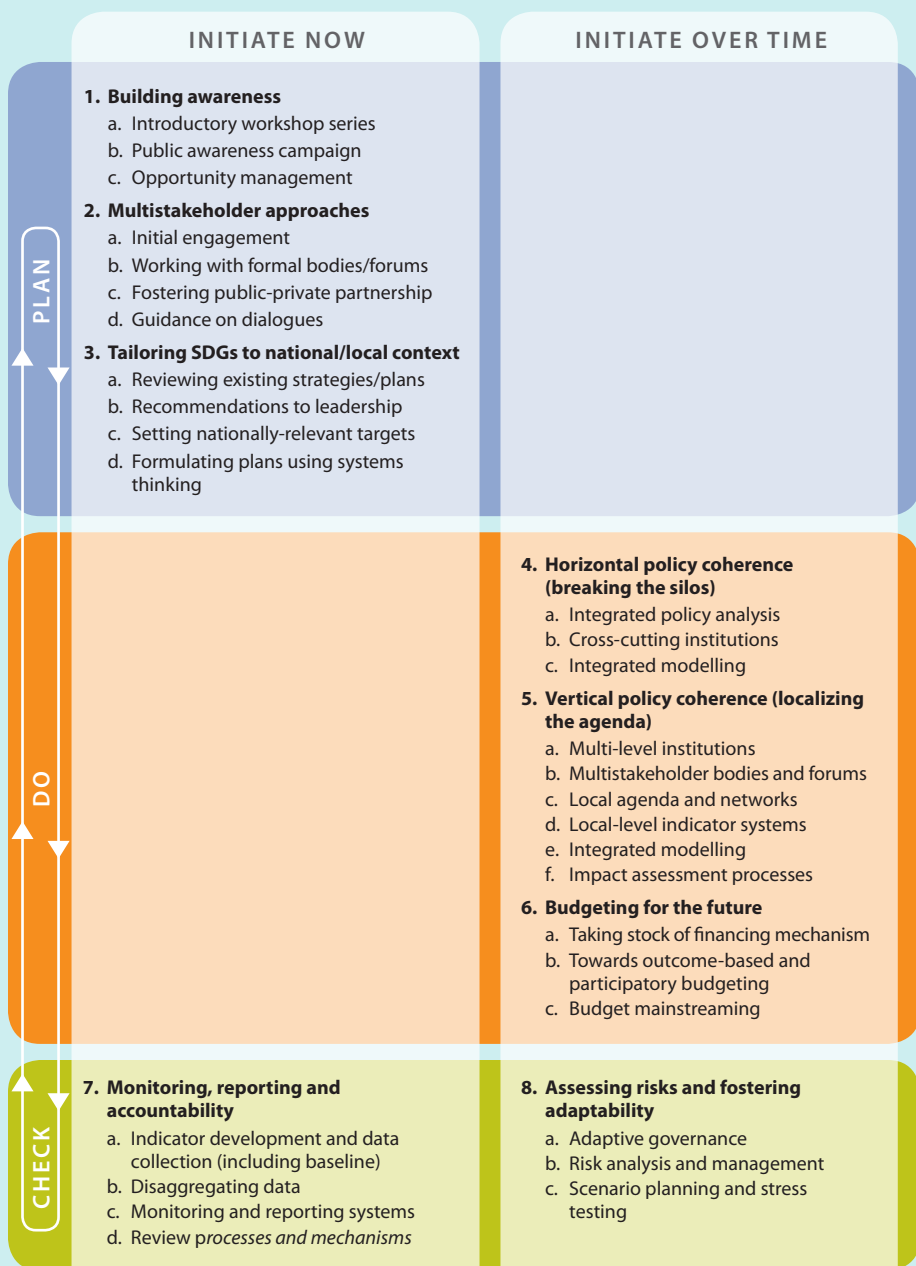 INITIATE NOW
INITIATE OVER TIME
PLAN
1. Building awareness
a. Introductory workshop series
b. Public awareness campaign
c. Opportunity management
2. Multistakeholder approaches
a. Initial engagement
b. Working with formal bodies/forums
c. Fostering public-private partnership
d. Guidance on dialogues
3. Tailoring SDGs to national/local context
a. Reviewing existing strategies/plans
b. Recommendations to leadership
c. Setting nationally-relevant targets
d. Formulating plans using systems
thinking
DO
4. Horizontal policy coherence
(breaking the silos)
a. Integrated policy analysis
b. Cross-cutting institutions
c. Integrated modelling
5. Vertical policy coherence (localizing
the agenda)
a. Multi-level institutions
b. Multistakeholder bodies and forums
c. Local agenda and networks
d. Local-level indicator systems
e. Integrated modelling
f. Impact assessment processes
6. Budgeting for the future
a. Taking stock of financing mechanism
b. Towards outcome-based and
participatory budgeting
c. Budget mainstreaming
CHECK
7. Monitoring, reporting and
accountability
a. Indicator development and data
collection (including baseline)
b. Disaggregating data
c. Monitoring and reporting systems
d. Review processes and mechanisms
8. Assessing risks and fostering
adaptability
a. Adaptive governance
b. Risk analysis and management
c. Scenario planning and stress
testing